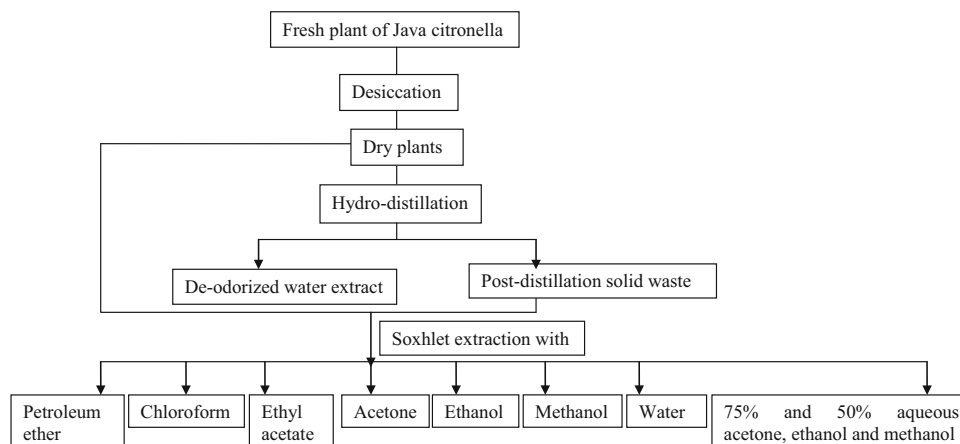 Fresh plant of Java citronella
Desiccation
Dry plants
Hydro-distillation
De-odorized water extract
Post-distillation solid waste
Soxhlet extraction with
Petroleum
ether
Chloroform
Ethyl
acetate
Acetone
Ethanol
Methanol
Water
75% and 50% aqueous
acetone, ethanol and methanol